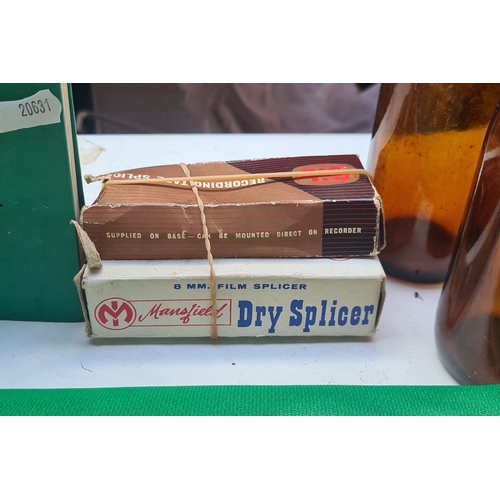 20631
RECORDING TAPE SPLICER
SUPPLIED ON BASE — CAN BE MOUNTED DIRECT OR RECORDER
8 MM. FILM SPLICER
M
Mansfield
Dry Splicer